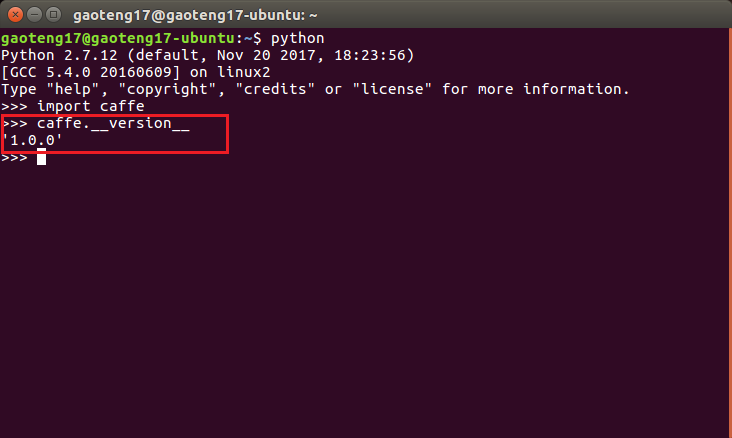 gaoteng17@gaoteng17-ubuntu: ~
gaoteng17@gaoteng17-ubuntu:~$ python
Python 2.7.12 (default, Nov 20 2017, 18:23:56)
[GCC 5.4.0 20160609] on linux2
Type "help", "copyright", "credits" or "license" for more information.
>>> import caffe
>>> caffe.__version__
'1.0.0'
>>>